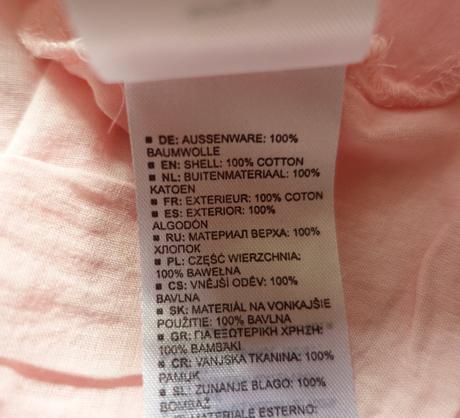 ▪ DE: AUSSENWARE: 100%
BAUMWOLLE
▪ EN: SHELL: 100% COTTON
▪ NL: BUITENMATERIAAL: 100%
KATOEN
▪ FR: EXTERIEUR: 100% COTON
▪ ES: EXTERIOR: 100%
ALGODÓN
▪ RU: МАТЕРИАЛ ВЕРХА: 100%
ХЛОПОК
▪ PL: CZĘŚĆ WIERZCHNIA:
100% BAWEŁNA
▪ CS: VNĚJŠÍ ODĚV: 100%
BAVLNA
▪ SK: MATERIÁL NA VONKAJŠIE
POUŽITIE: 100% BAVLNA
▪ GR: ΓΙΑ ΕΞΩΤΕΡΙΚΗ ΧΡΗΣΗ:
100% ΒΑΜΒΑΚΙ
▪ CR: VANJSKA TKANINA: 100%
PAMUK
▪ SL: ZUNANJE BLAGO: 100%
BOMBAŽ
MATERIALE ESTERNO: